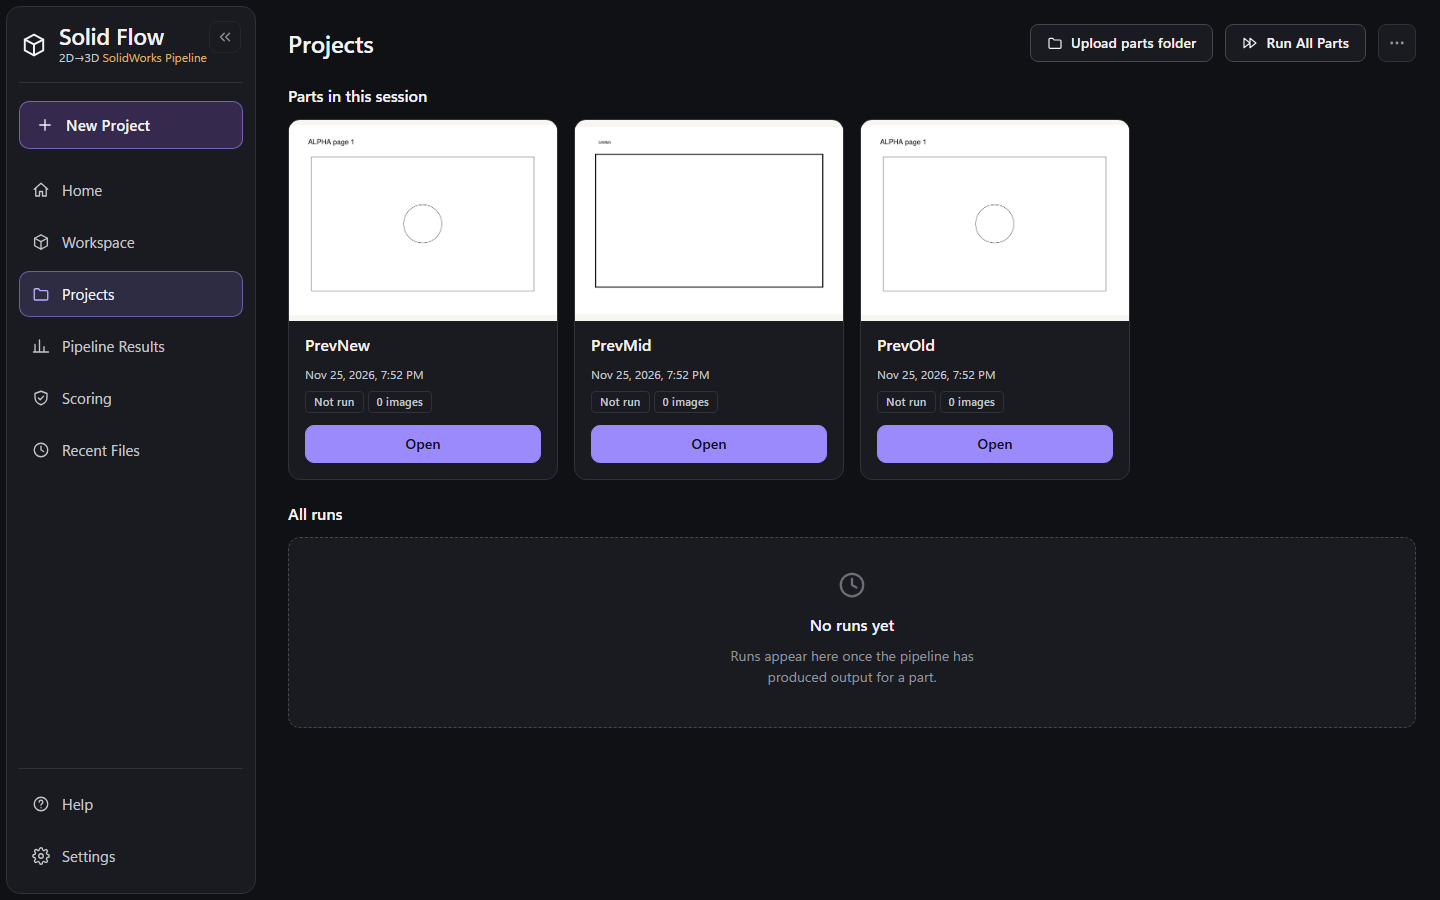 Solid Flow
2D→3D SolidWorks Pipeline
New Project
Home
Workspace
Projects
Pipeline Results
Scoring
Recent Files
Help
Settings
Projects
Upload parts folder
Run All Parts
Parts in this session
ALPHA page 1
PrevNew
Nov 25, 2026, 7:52 PM
Not run
0 images
Open
PrevMid
Nov 25, 2026, 7:52 PM
Not run
0 images
Open
ALPHA page 1
PrevOld
Nov 25, 2026, 7:52 PM
Not run
0 images
Open
All runs
No runs yet
Runs appear here once the pipeline has
produced output for a part.